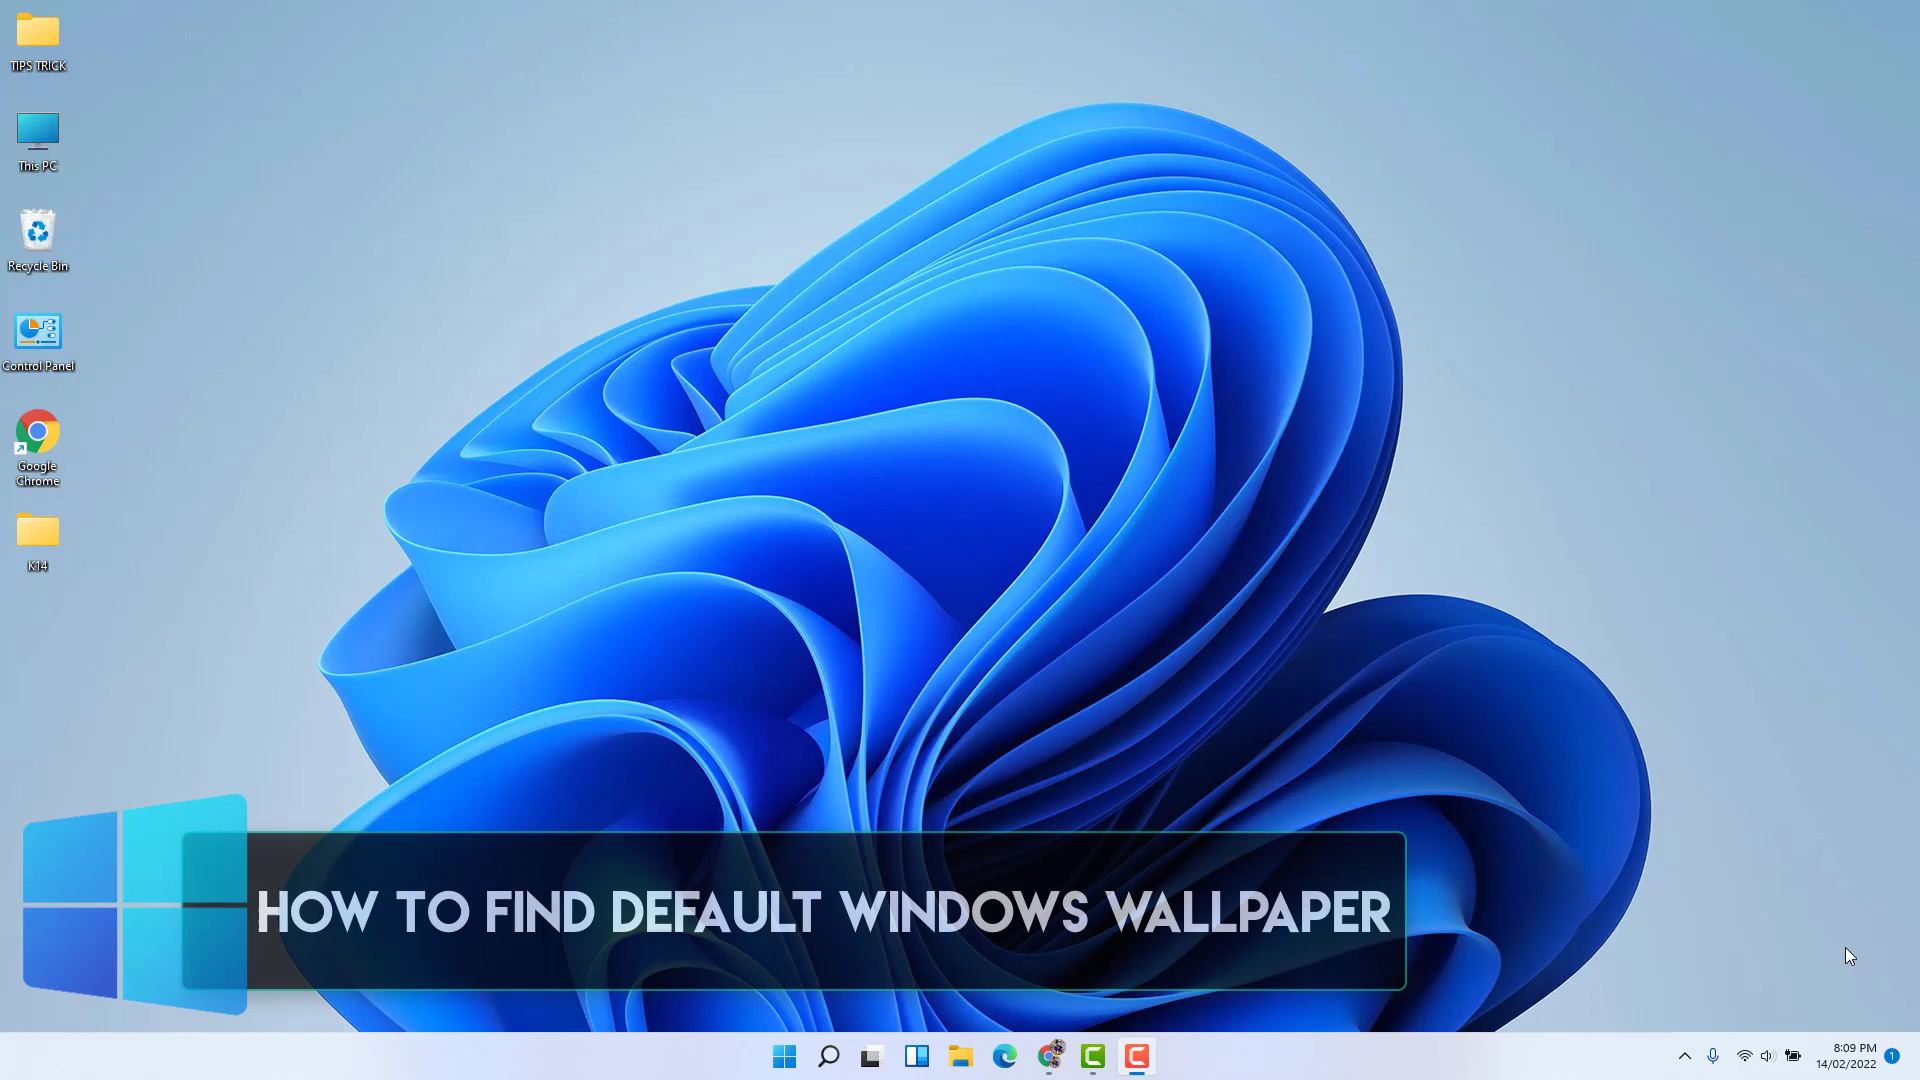 TIPS TRICK
This PC
Recycle Bin
Control Panel
Google
Chrome
K14
HOW TO FIND DEFAULT WINDOWS WALLPAPER
8:09 PM
14/02/2022
1